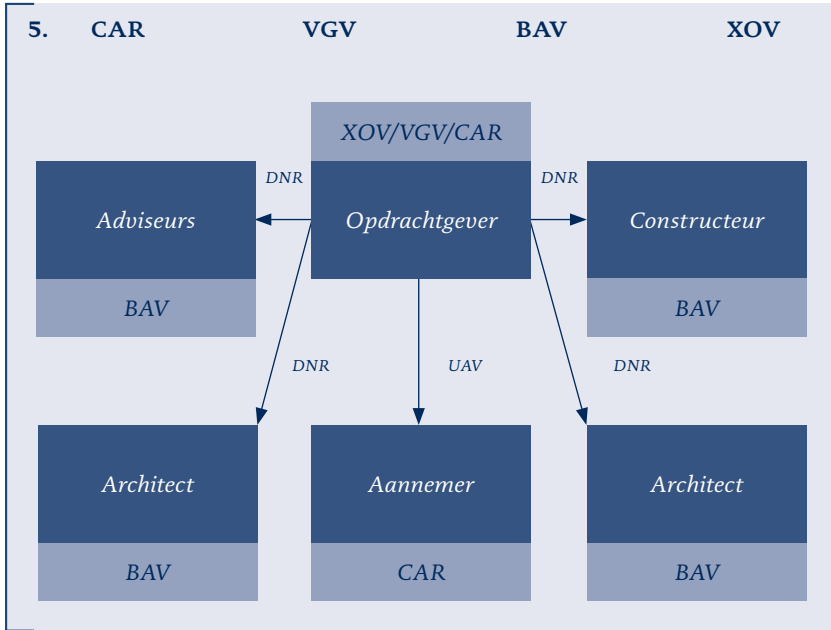 5. CAR VGV BAV XOV
XOV/VGV/CAR
DNR DNR
Adviseurs Opdrachtgever Constructeur
BAV BAV
DNR UAV DNR
Architect Aannemer Architect
BAV CAR BAV